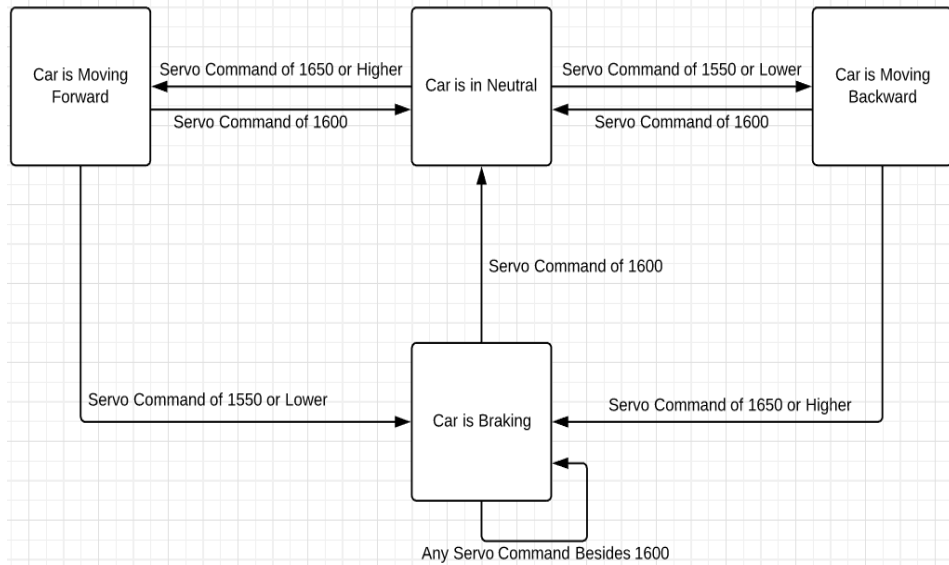 Car is Moving
Forward
Servo Command of 1650 or Higher
Servo Command of 1600
Car is in Neutral
Servo Command of 1550 or Lower
Servo Command of 1600
Car is Moving
Backward
Servo Command of 1600
Servo Command of 1550 or Lower
Car is Braking
Servo Command of 1650 or Higher
Any Servo Command Besides 1600